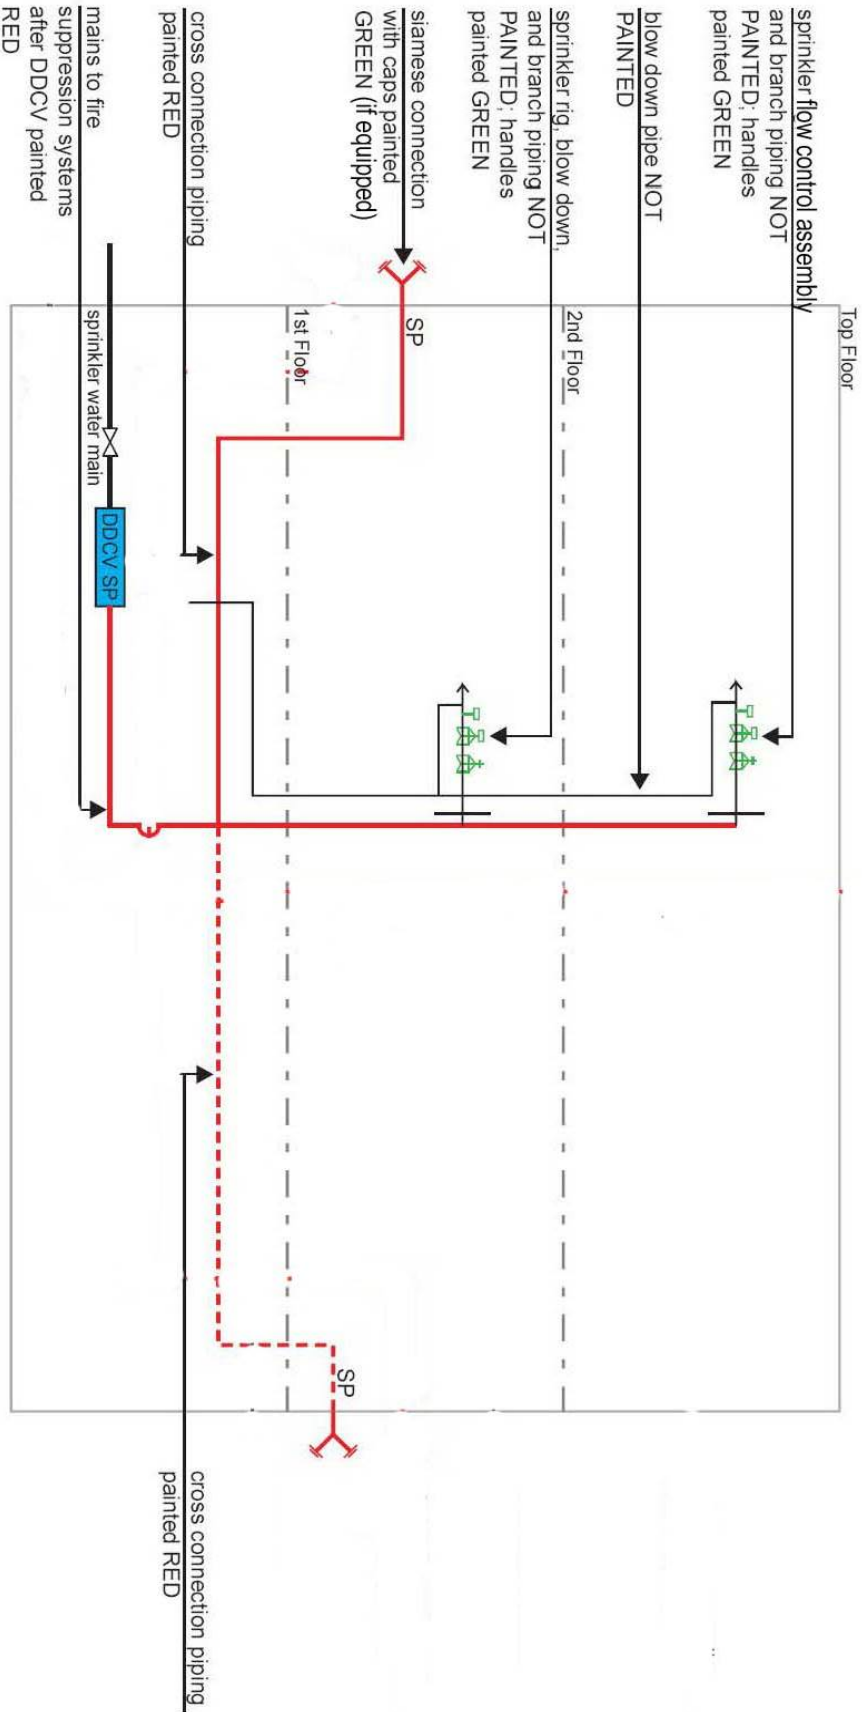 Top Floor
sprinkler flow control assembly
and branch piping NOT
PAINTED; handles
painted GREEN
blow down pipe NOT
PAINTED
2nd Floor
sprinkler rig, blow down,
and branch piping NOT
PAINTED; handles
painted GREEN
siamese connection
with caps painted
GREEN (if equipped)
SP
1st Floor
cross connection piping
painted RED
sprinkler water main
DDCV SP
mains to fire
suppression systems
after DDCV painted
RED
SP
cross connection piping
painted RED